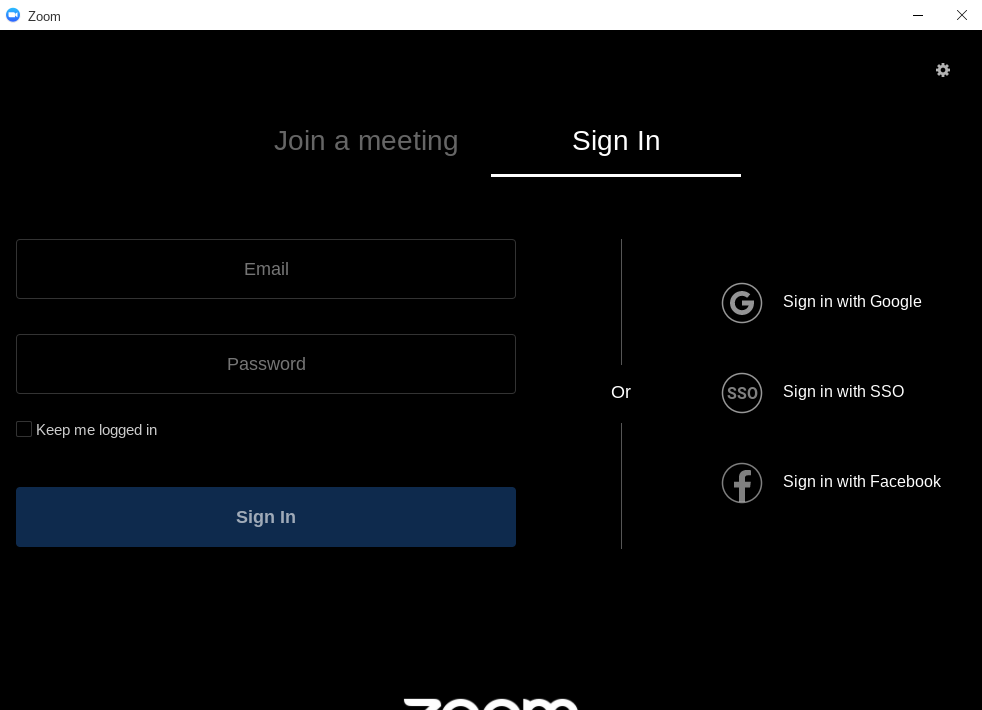 Zoom
Join a meeting
Sign In
Email
Password
Keep me logged in
Sign In
Or
G
Sign in with Google
SSO
Sign in with SSO
f
Sign in with Facebook
zoom